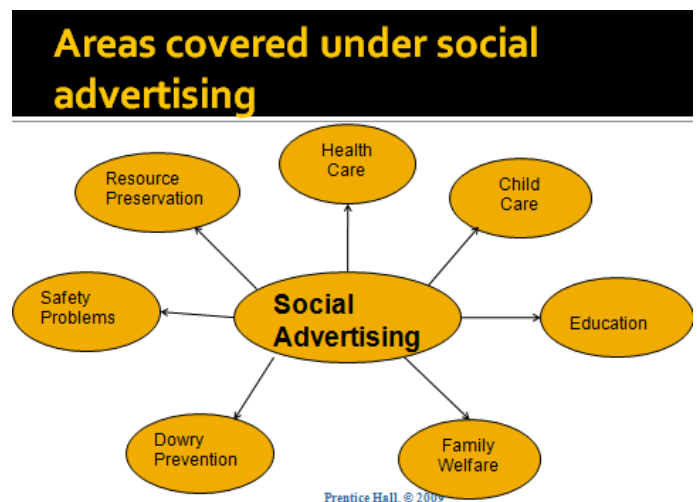 Areas covered under social
advertising
Health
Care
Resource
Preservation
Child
Care
Safety
Problems
Social
Advertising
Education
Dowry
Prevention
Family
Welfare
Prentice Hall, © 2009